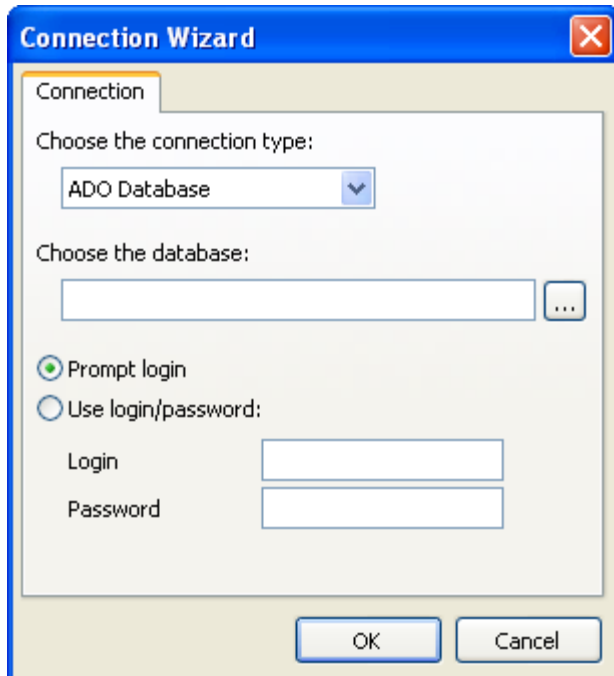 Connection Wizard
Connection
Choose the connection type:
ADO Database
Choose the database:
...
Prompt login
Use login/password:
Login
Password
OK Cancel